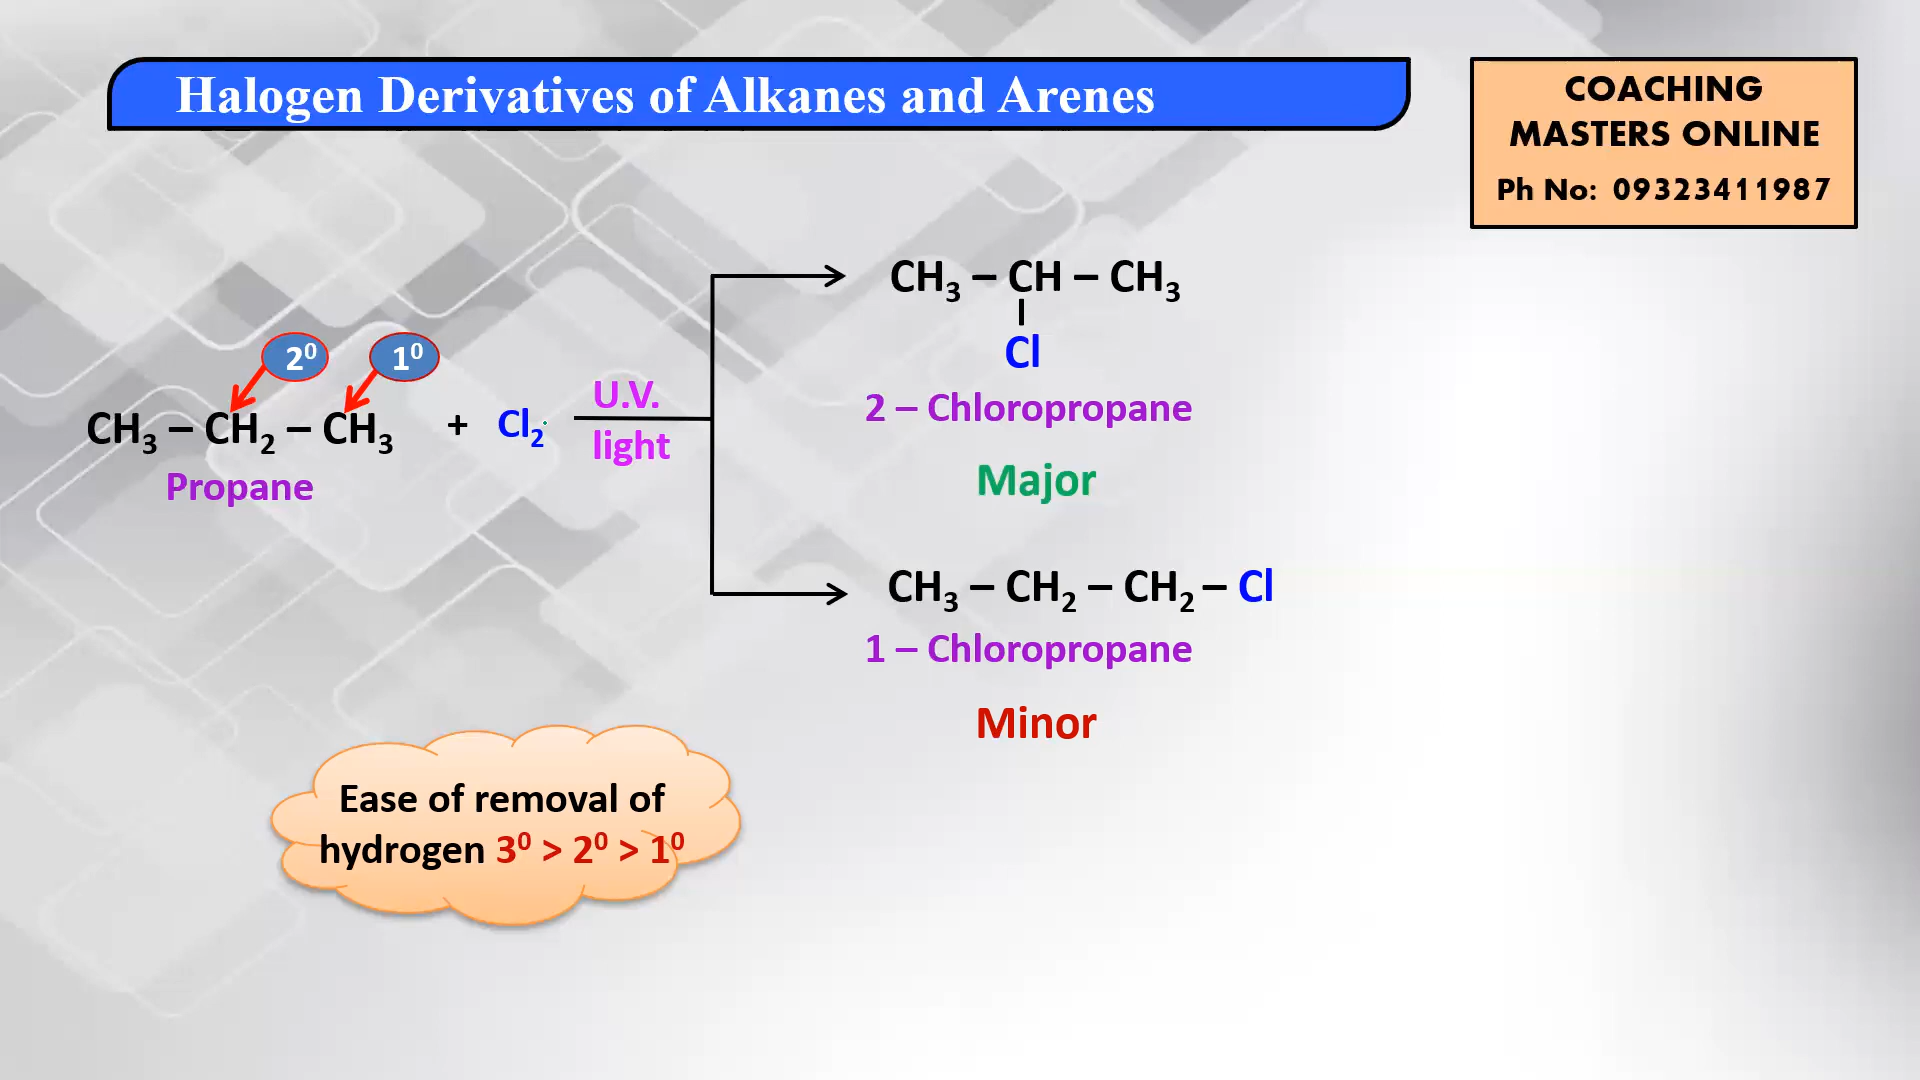 Halogen Derivatives of Alkanes and Arenes
COACHING
MASTERS ONLINE
Ph No: 09323411987
CH₃ – CH – CH₃
Cl
2 – Chloropropane
Major
2⁰ 1⁰
CH₃ – CH₂ – CH₃ + Cl₂
Propane
U.V.
light
CH₃ – CH₂ – CH₂ – Cl
1 – Chloropropane
Minor
Ease of removal of
hydrogen 3⁰ > 2⁰ > 1⁰